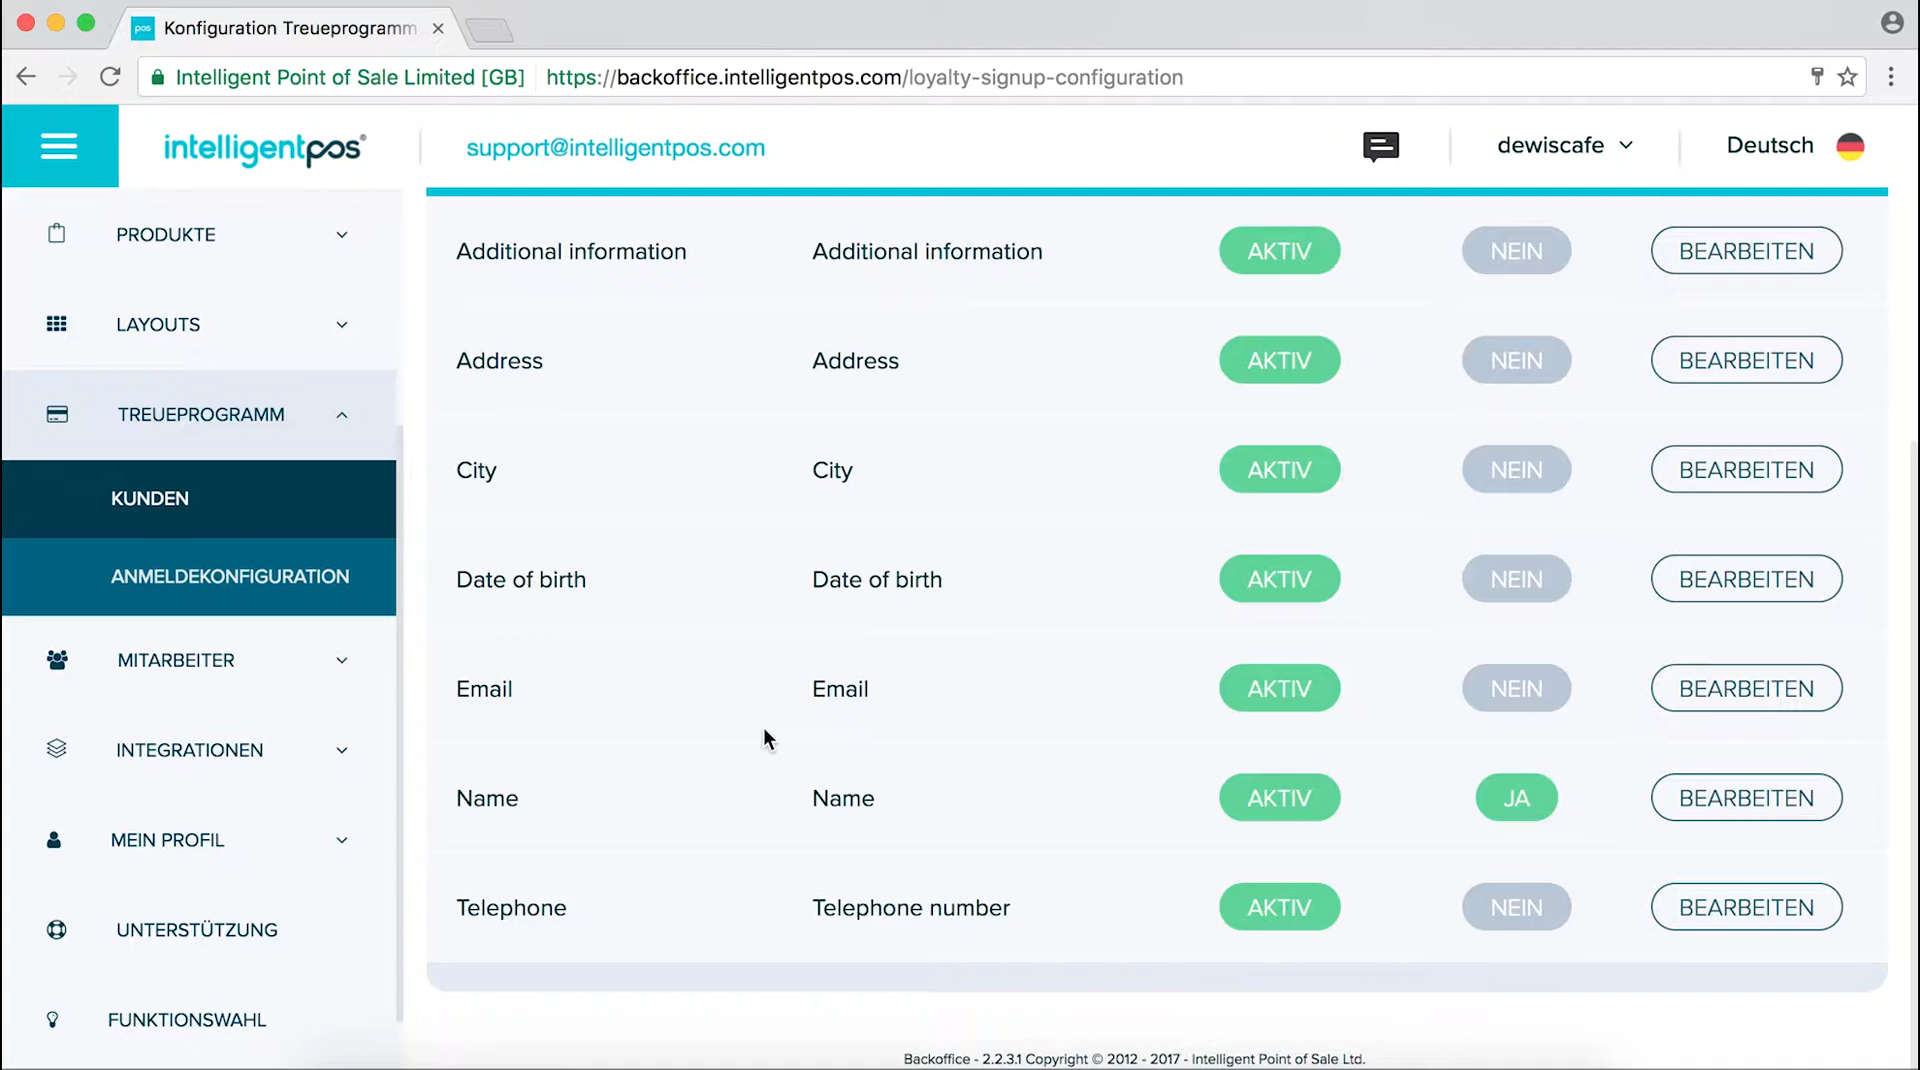 pos Konfiguration Treueprogramm
Intelligent Point of Sale Limited [GB] https://backoffice.intelligentpos.com/loyalty-signup-configuration
intelligentpos® support@intelligentpos.com dewiscafe Deutsch
PRODUKTE
LAYOUTS
TREUEPROGRAMM
KUNDEN
ANMELDEKONFIGURATION
MITARBEITER
INTEGRATIONEN
MEIN PROFIL
UNTERSTÜTZUNG
FUNKTIONSWAHL
Additional information Additional information AKTIV NEIN BEARBEITEN
Address Address AKTIV NEIN BEARBEITEN
City City AKTIV NEIN BEARBEITEN
Date of birth Date of birth AKTIV NEIN BEARBEITEN
Email Email AKTIV NEIN BEARBEITEN
Name Name AKTIV JA BEARBEITEN
Telephone Telephone number AKTIV NEIN BEARBEITEN
Backoffice - 2.2.3.1 Copyright © 2012 - 2017 - Intelligent Point of Sale Ltd.